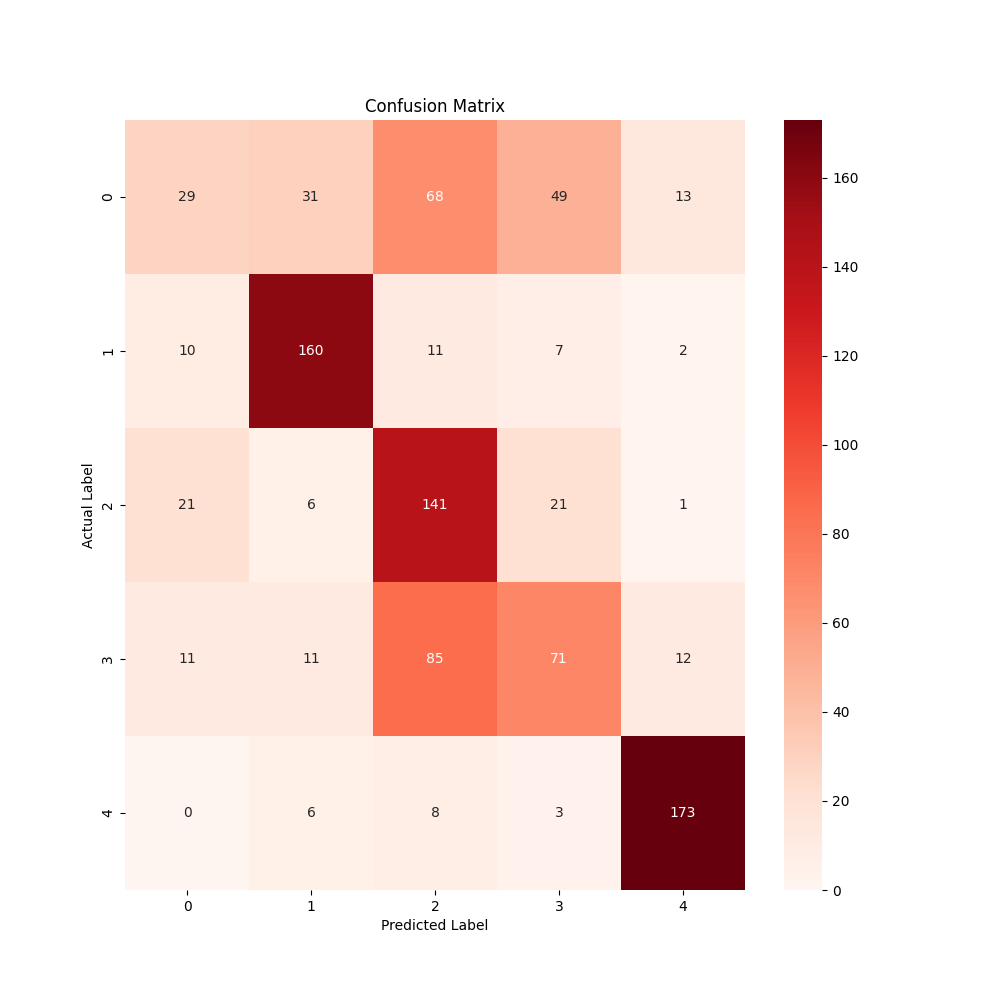 Confusion Matrix
0 29 31 68 49 13
1 10 160 11 7 2
2 21 6 141 21 1
3 11 11 85 71 12
4 0 6 8 3 173
0 1 2 3 4
Predicted Label
Actual Label
160
140
120
100
80
60
40
20
0